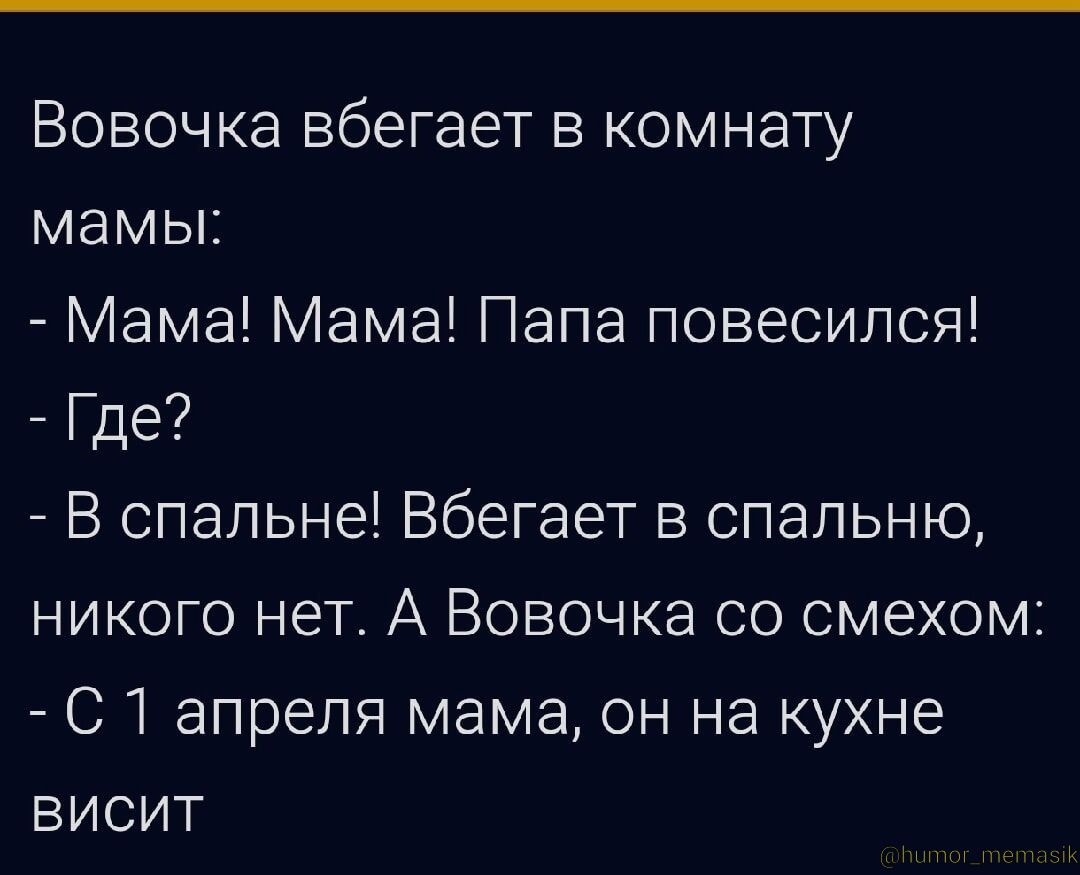 Вовочка вбегает в комнату
мамы:
- Мама! Мама! Папа повесился!
- Где?
- В спальне! Вбегает в спальню,
никого нет. А Вовочка со смехом:
- С 1 апреля мама, он на кухне
висит
@humor_memasik